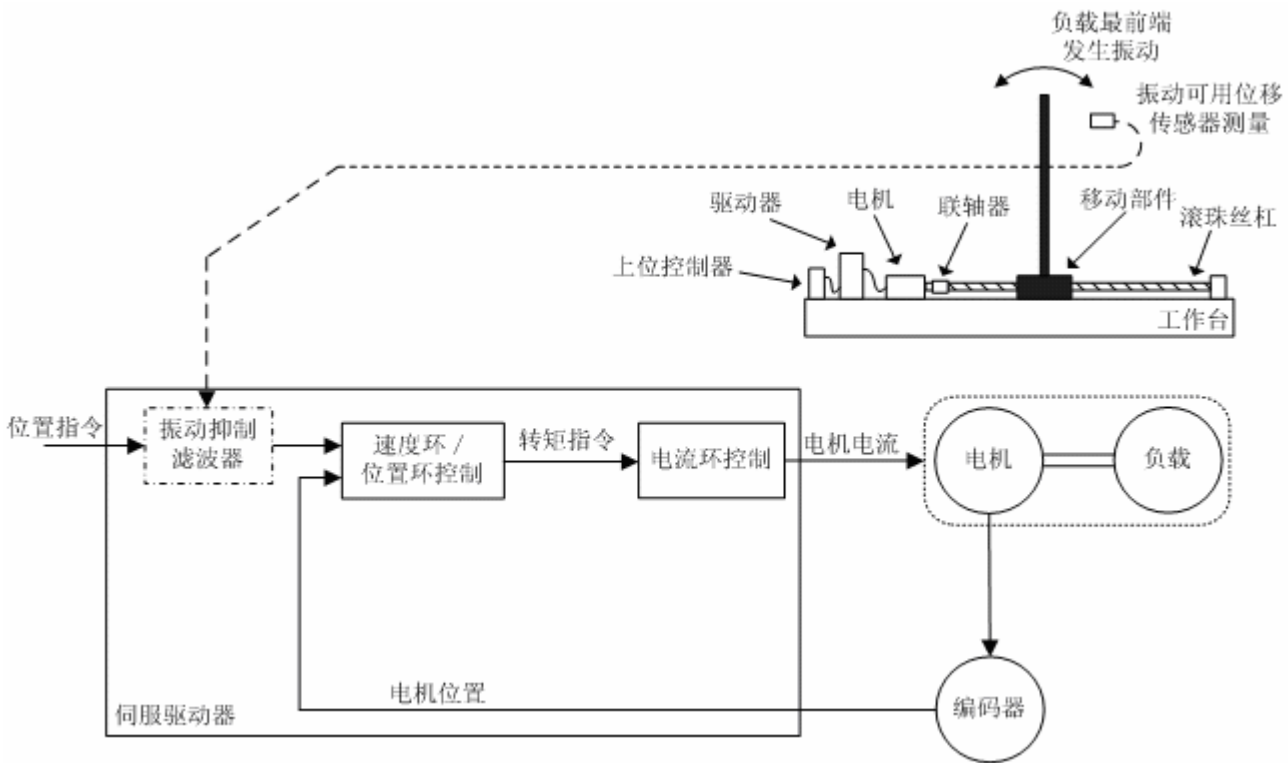 负载最前端
发生振动
振动可用位移
传感器测量
驱动器
电机
联轴器
移动部件
滚珠丝杠
上位控制器
工作台
位置指令
振动抑制
滤波器
速度环/
位置环控制
转矩指令
电流环控制
电机电流
电机
负载
电机位置
编码器
伺服驱动器